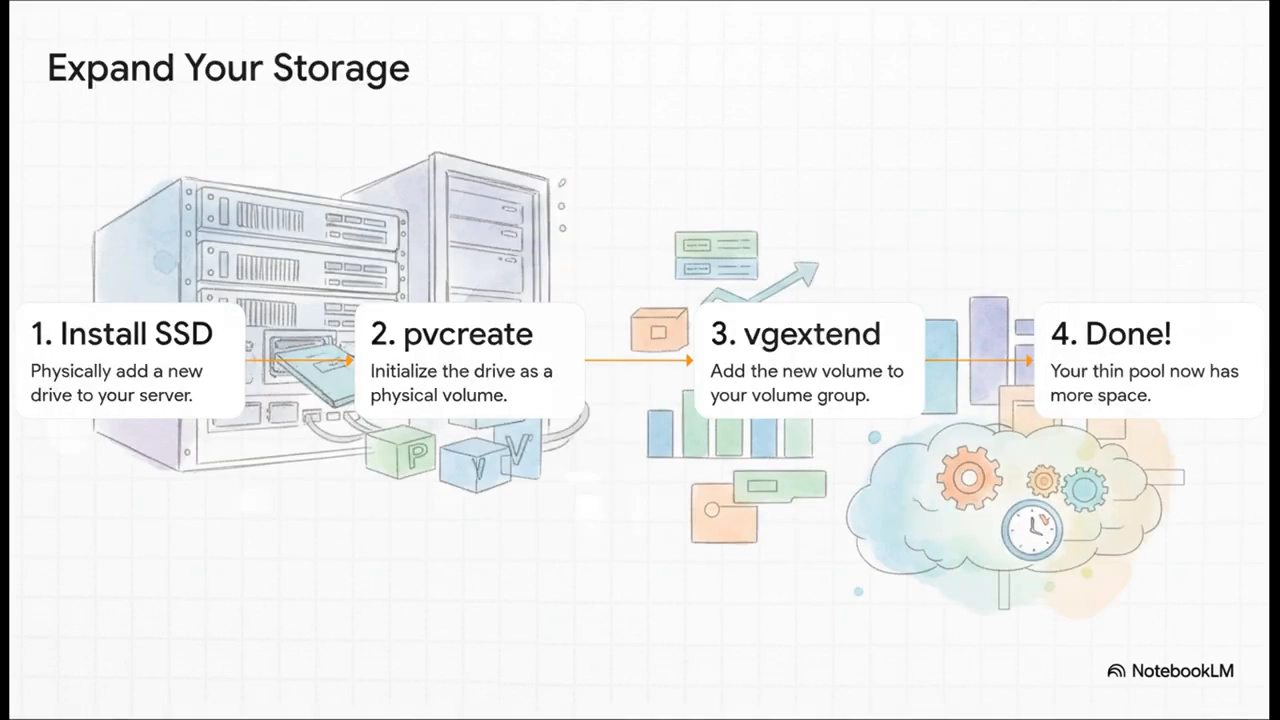 Expand Your Storage
1. Install SSD
Physically add a new
drive to your server.
2. pvcreate
Initialize the drive as a
physical volume.
3. vgextend
Add the new volume to
your volume group.
4. Done!
Your thin pool now has
more space.
P
V
V
NotebookLM